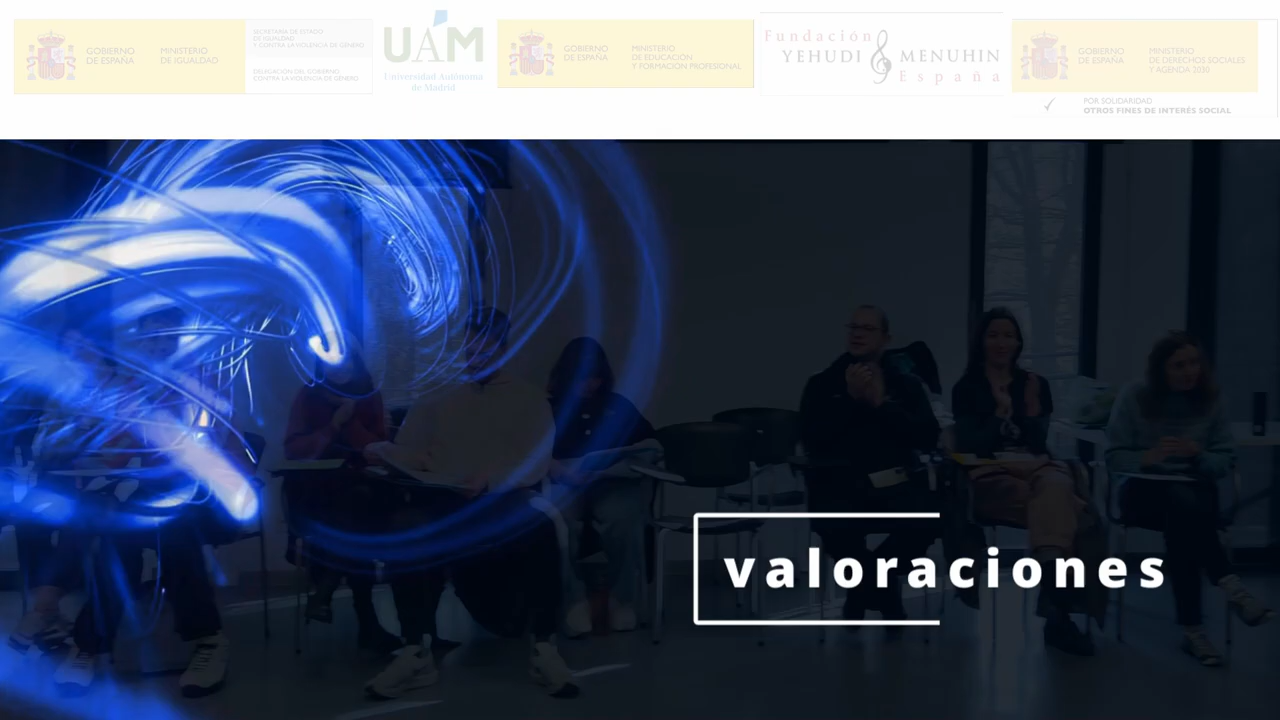 GOBIERNO
DE ESPAÑA
MINISTERIO
DE IGUALDAD
SECRETARÍA DE ESTADO
DE IGUALDAD
Y CONTRA LA VIOLENCIA DE GÉNERO
DELEGACIÓN DEL GOBIERNO
CONTRA LA VIOLENCIA DE GÉNERO
UAM
Universidad Autónoma
de Madrid
GOBIERNO
DE ESPAÑA
MINISTERIO
DE EDUCACIÓN
Y FORMACIÓN PROFESIONAL
Fundación
YEHUDI MENUHIN
España
GOBIERNO
DE ESPAÑA
MINISTERIO
DE DERECHOS SOCIALES
Y AGENDA 2030
POR SOLIDARIDAD
OTROS FINES DE INTERÉS SOCIAL
valoraciones